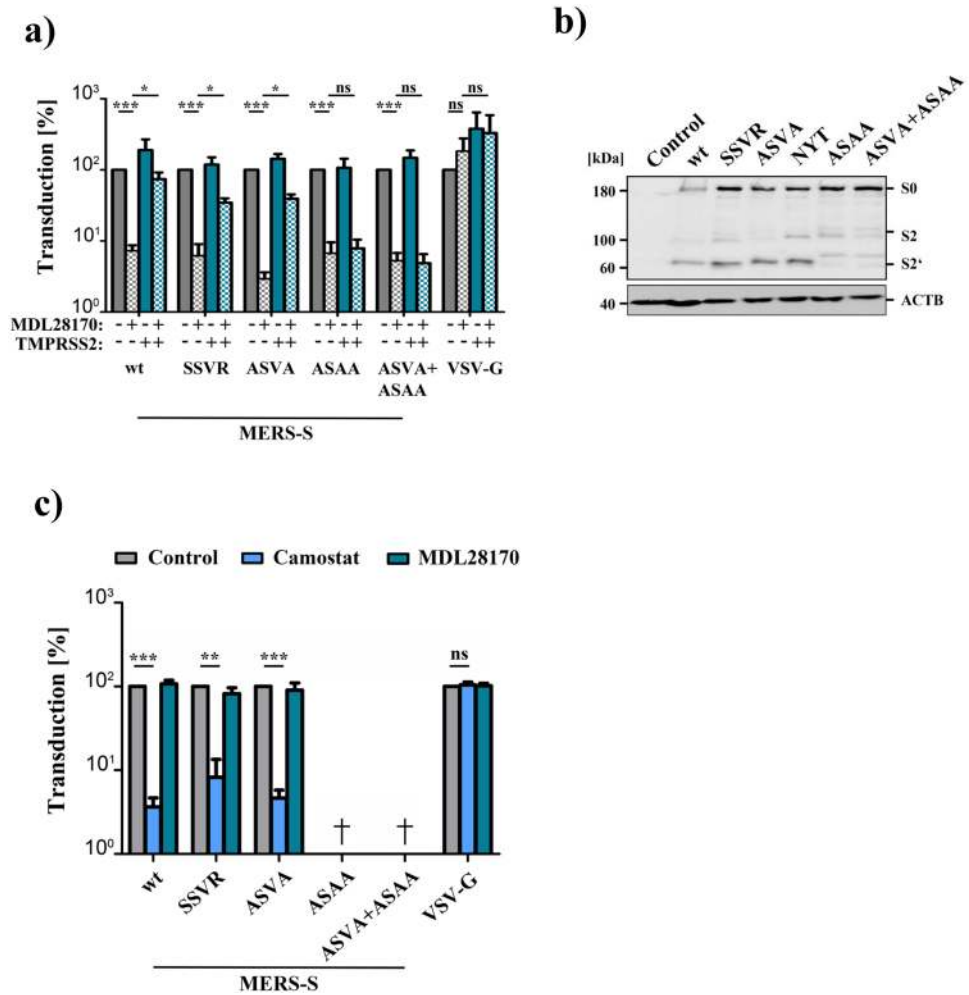 a)
*** * *** * *** * *** ns *** ns ns ns
Transduction [%]
10³
10²
10¹
10⁰
MDL28170: - + - + - + - + - + - + - + - + - + - + - + - +
TMPRSS2: - - + + - - + + - - + + - - + + - - + + - - + +
wt SSVR ASVA ASAA ASVA+ VSV-G
ASAA
MERS-S
b)
Control wt SSVR ASVA NYT ASAA ASVA+ASAA
[kDa]
180 S0
100 S2
60 S2‘
40 ACTB
c)
Control Camostat MDL28170
Transduction [%]
10³
10²
10¹
10⁰
*** ** *** ns
† †
wt SSVR ASVA ASAA ASVA+ASAA VSV-G
MERS-S